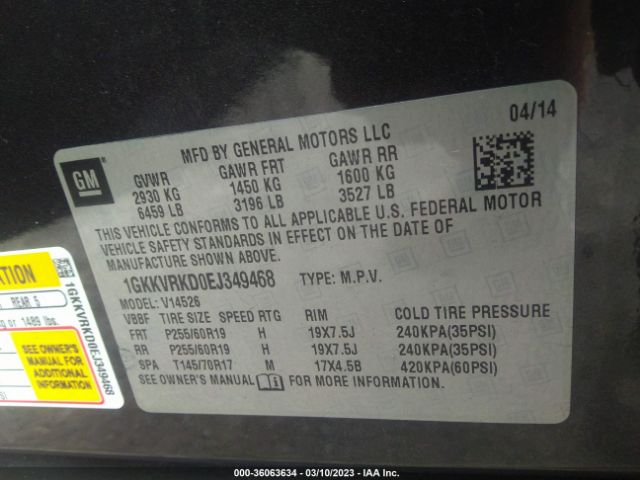 04/14
MFD BY GENERAL MOTORS LLC
GM
GVWR GAWR FRT GAWR RR
2930 KG 1450 KG 1600 KG
6459 LB 3196 LB 3527 LB
THIS VEHICLE CONFORMS TO ALL APPLICABLE U.S. FEDERAL MOTOR
VEHICLE SAFETY STANDARDS IN EFFECT ON THE DATE OF
MANUFACTURE SHOWN ABOVE.
1GKKVRKD0EJ349468 TYPE: M.P.V.
MODEL: V14526
VBBF TIRE SIZE SPEED RTG RIM COLD TIRE PRESSURE
FRT P255/60R19 H 19X7.5J 240KPA(35PSI)
RR P255/60R19 H 19X7.5J 240KPA(35PSI)
SPA T145/70R17 M 17X4.5B 420KPA(60PSI)
SEE OWNER'S MANUAL i FOR MORE INFORMATION.
REAR 5
or 1489 lbs.
SEE OWNER'S
MANUAL FOR
ADDITIONAL
INFORMATION
1GKKVRKD0EJ349468
000-36063634 — 03/10/2023 — IAA Inc.